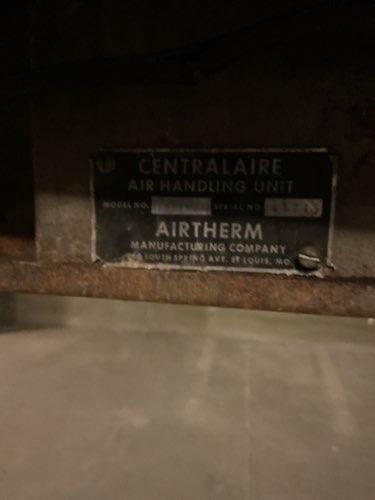 CENTRALAIRE
AIR HANDLING UNIT
MODEL NO. SERIAL NO.
AIRTHERM
MANUFACTURING COMPANY
SOUTH SPRING AVE. ST LOUIS, MO.